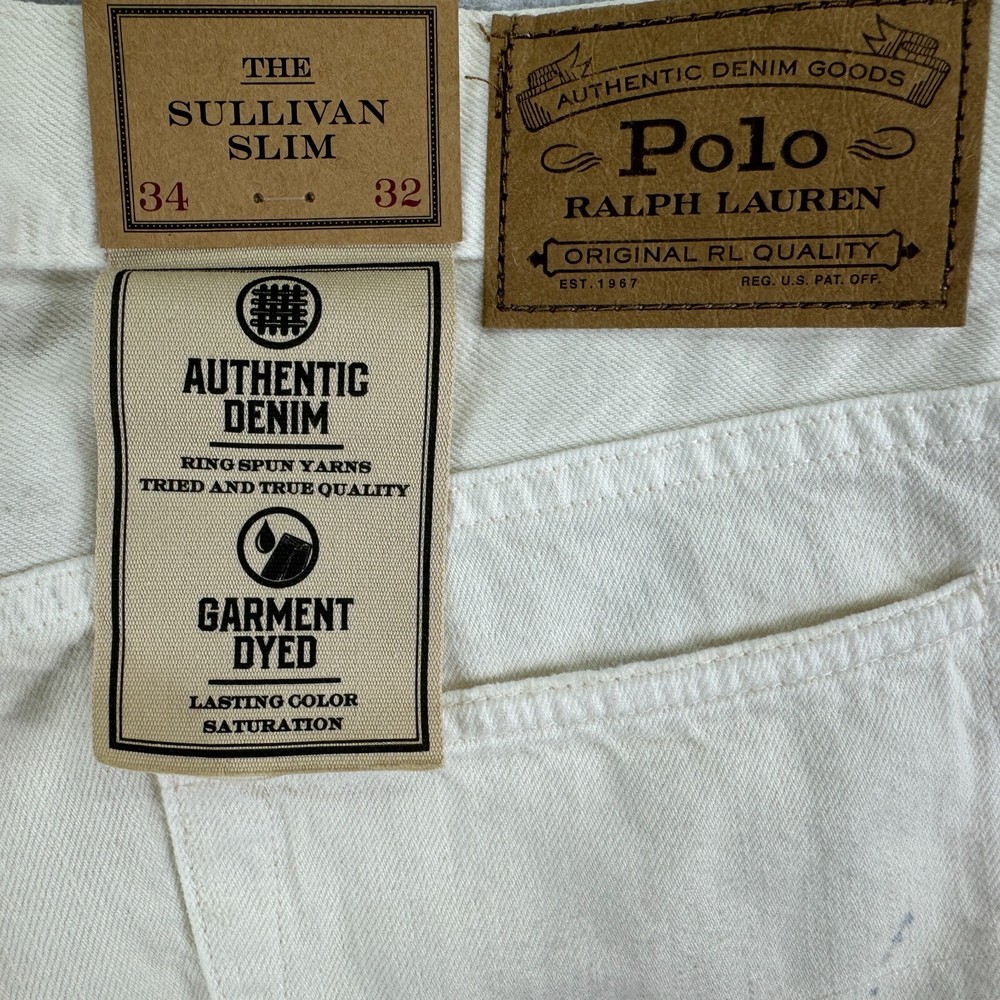 THE
SULLIVAN
SLIM
34 32
AUTHENTIC
DENIM
RING SPUN YARNS
TRIED AND TRUE QUALITY
GARMENT
DYED
LASTING COLOR
SATURATION
AUTHENTIC DENIM GOODS
Polo
RALPH LAUREN
ORIGINAL RL QUALITY
EST. 1967 REG. U.S. PAT. OFF.